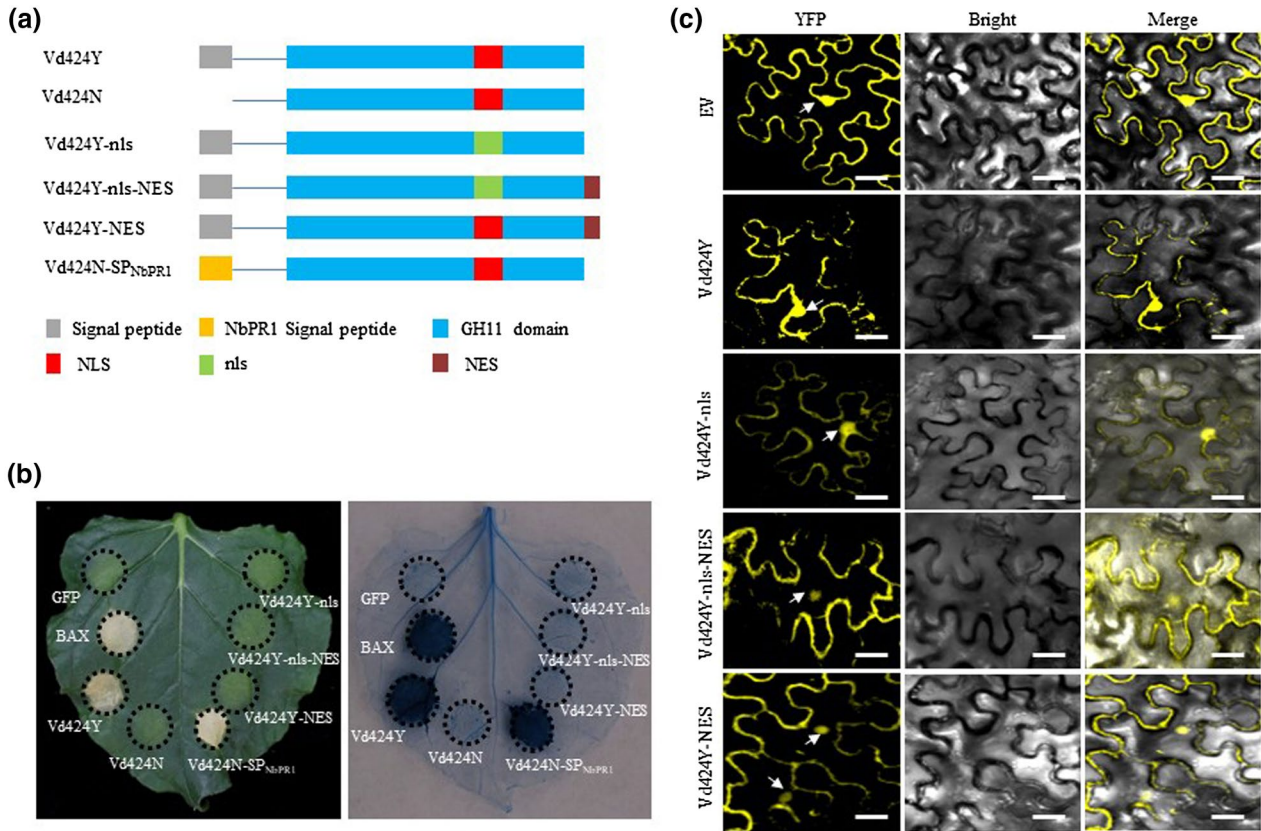 (a)
Vd424Y
Vd424N
Vd424Y-nls
Vd424Y-nls-NES
Vd424Y-NES
Vd424N-SPNbPR1
Signal peptide NbPR1 Signal peptide GH11 domain
NLS nls NES
(b)
GFP
BAX
Vd424Y
Vd424N
Vd424Y-nls
Vd424Y-nls-NES
Vd424Y-NES
Vd424N-SPNbPR1
GFP
BAX
Vd424Y
Vd424N
Vd424Y-nls
Vd424Y-nls-NES
Vd424Y-NES
Vd424N-SPNbPR1
(c)
YFP Bright Merge
EV
Vd424Y
Vd424Y-nls
Vd424Y-nls-NES
Vd424Y-NES